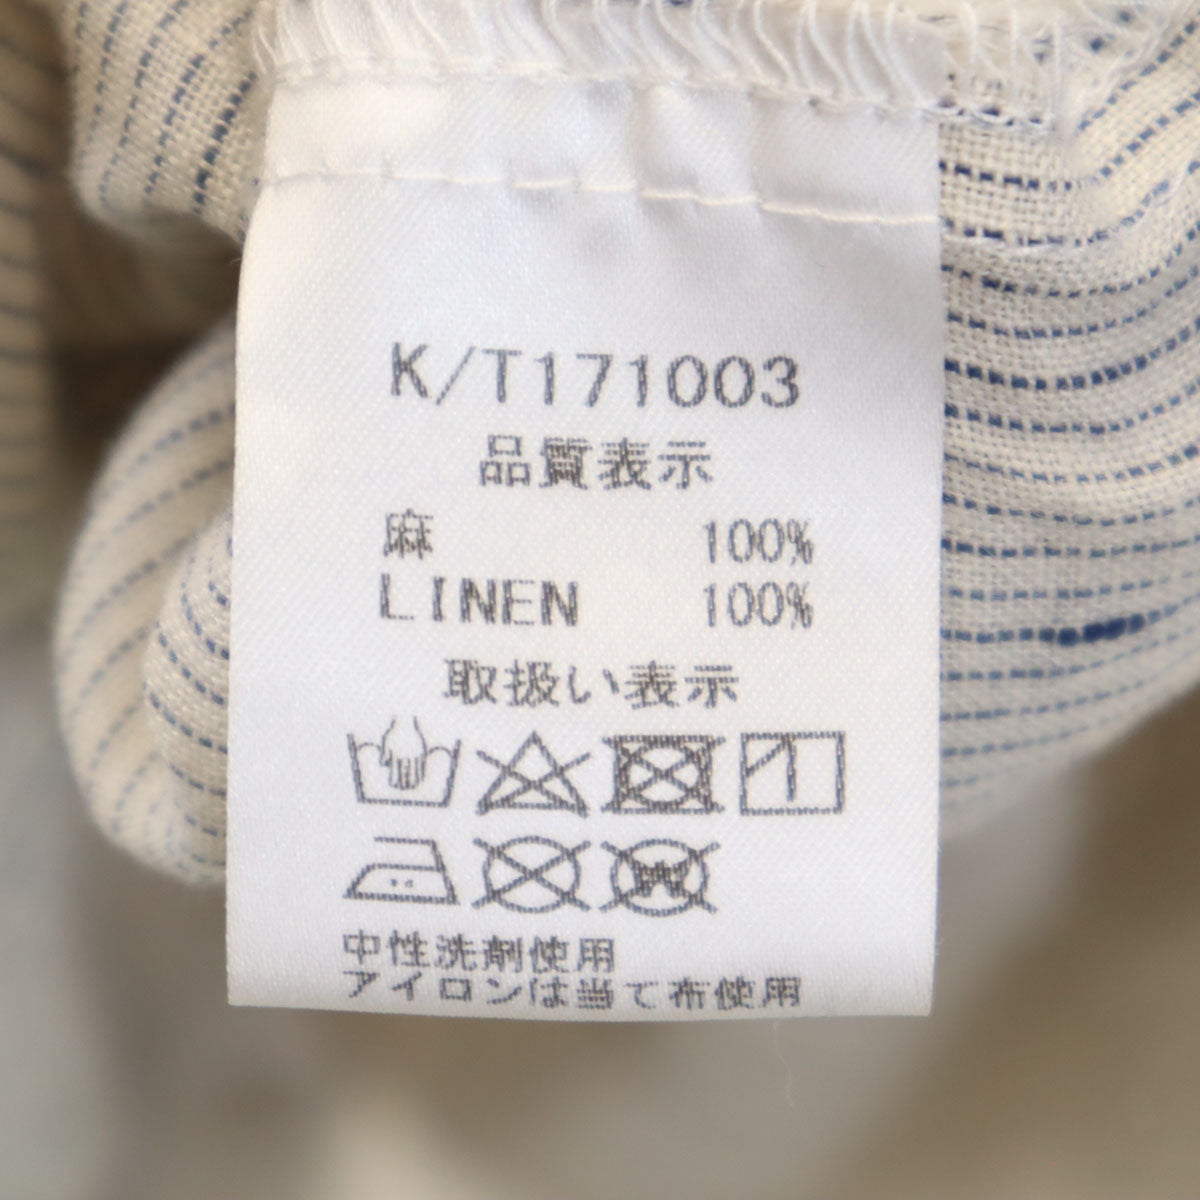 K/T171003
品質表示
麻 100%
LINEN 100%
取扱い表示
中性洗剤使用
アイロンは当て布使用